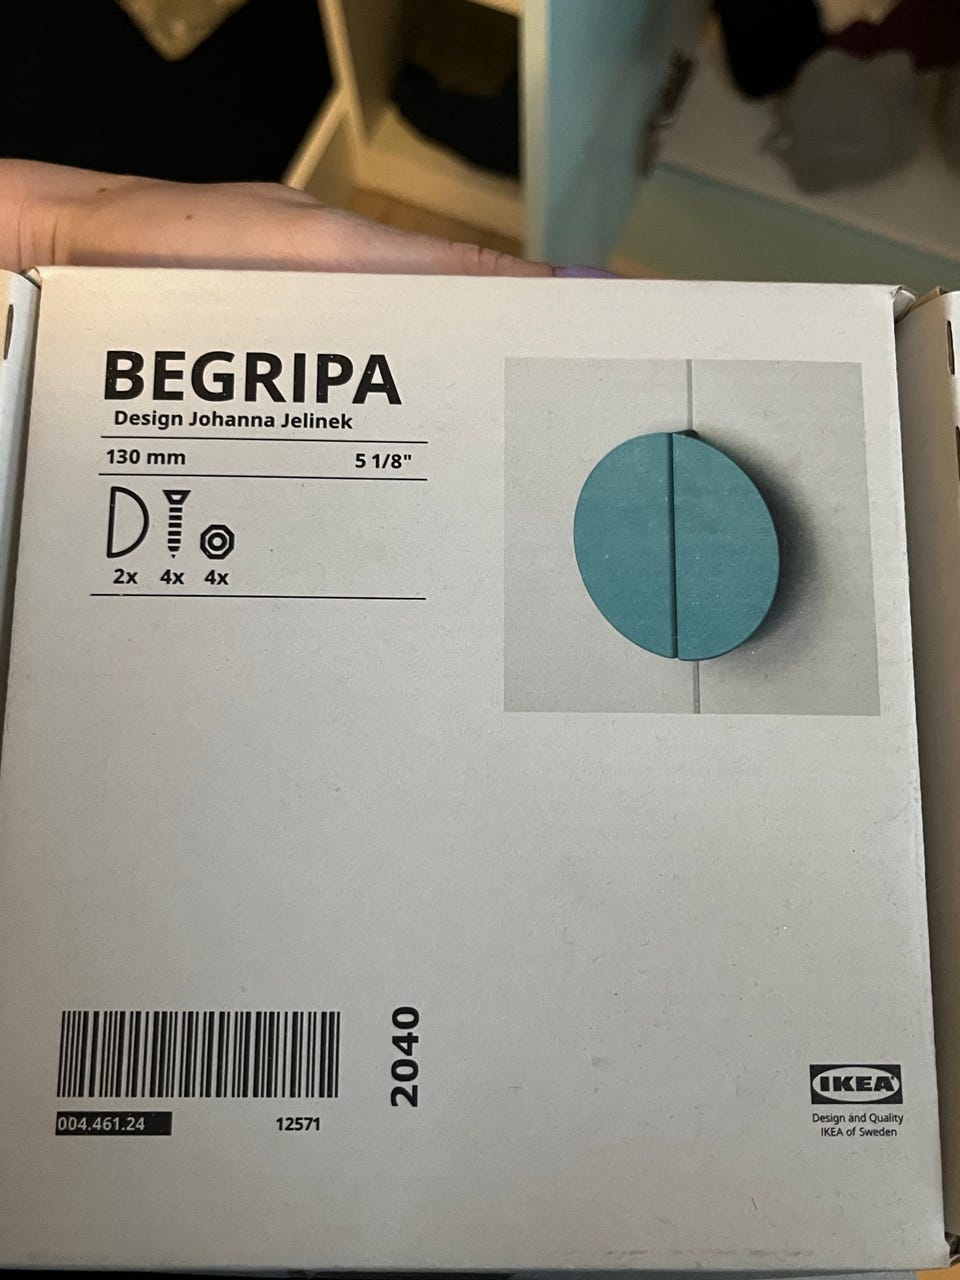 BEGRIPA
Design Johanna Jelinek
130 mm 5 1/8"
2x 4x 4x
2040
004.461.24 12571
IKEA
Design and Quality
IKEA of Sweden